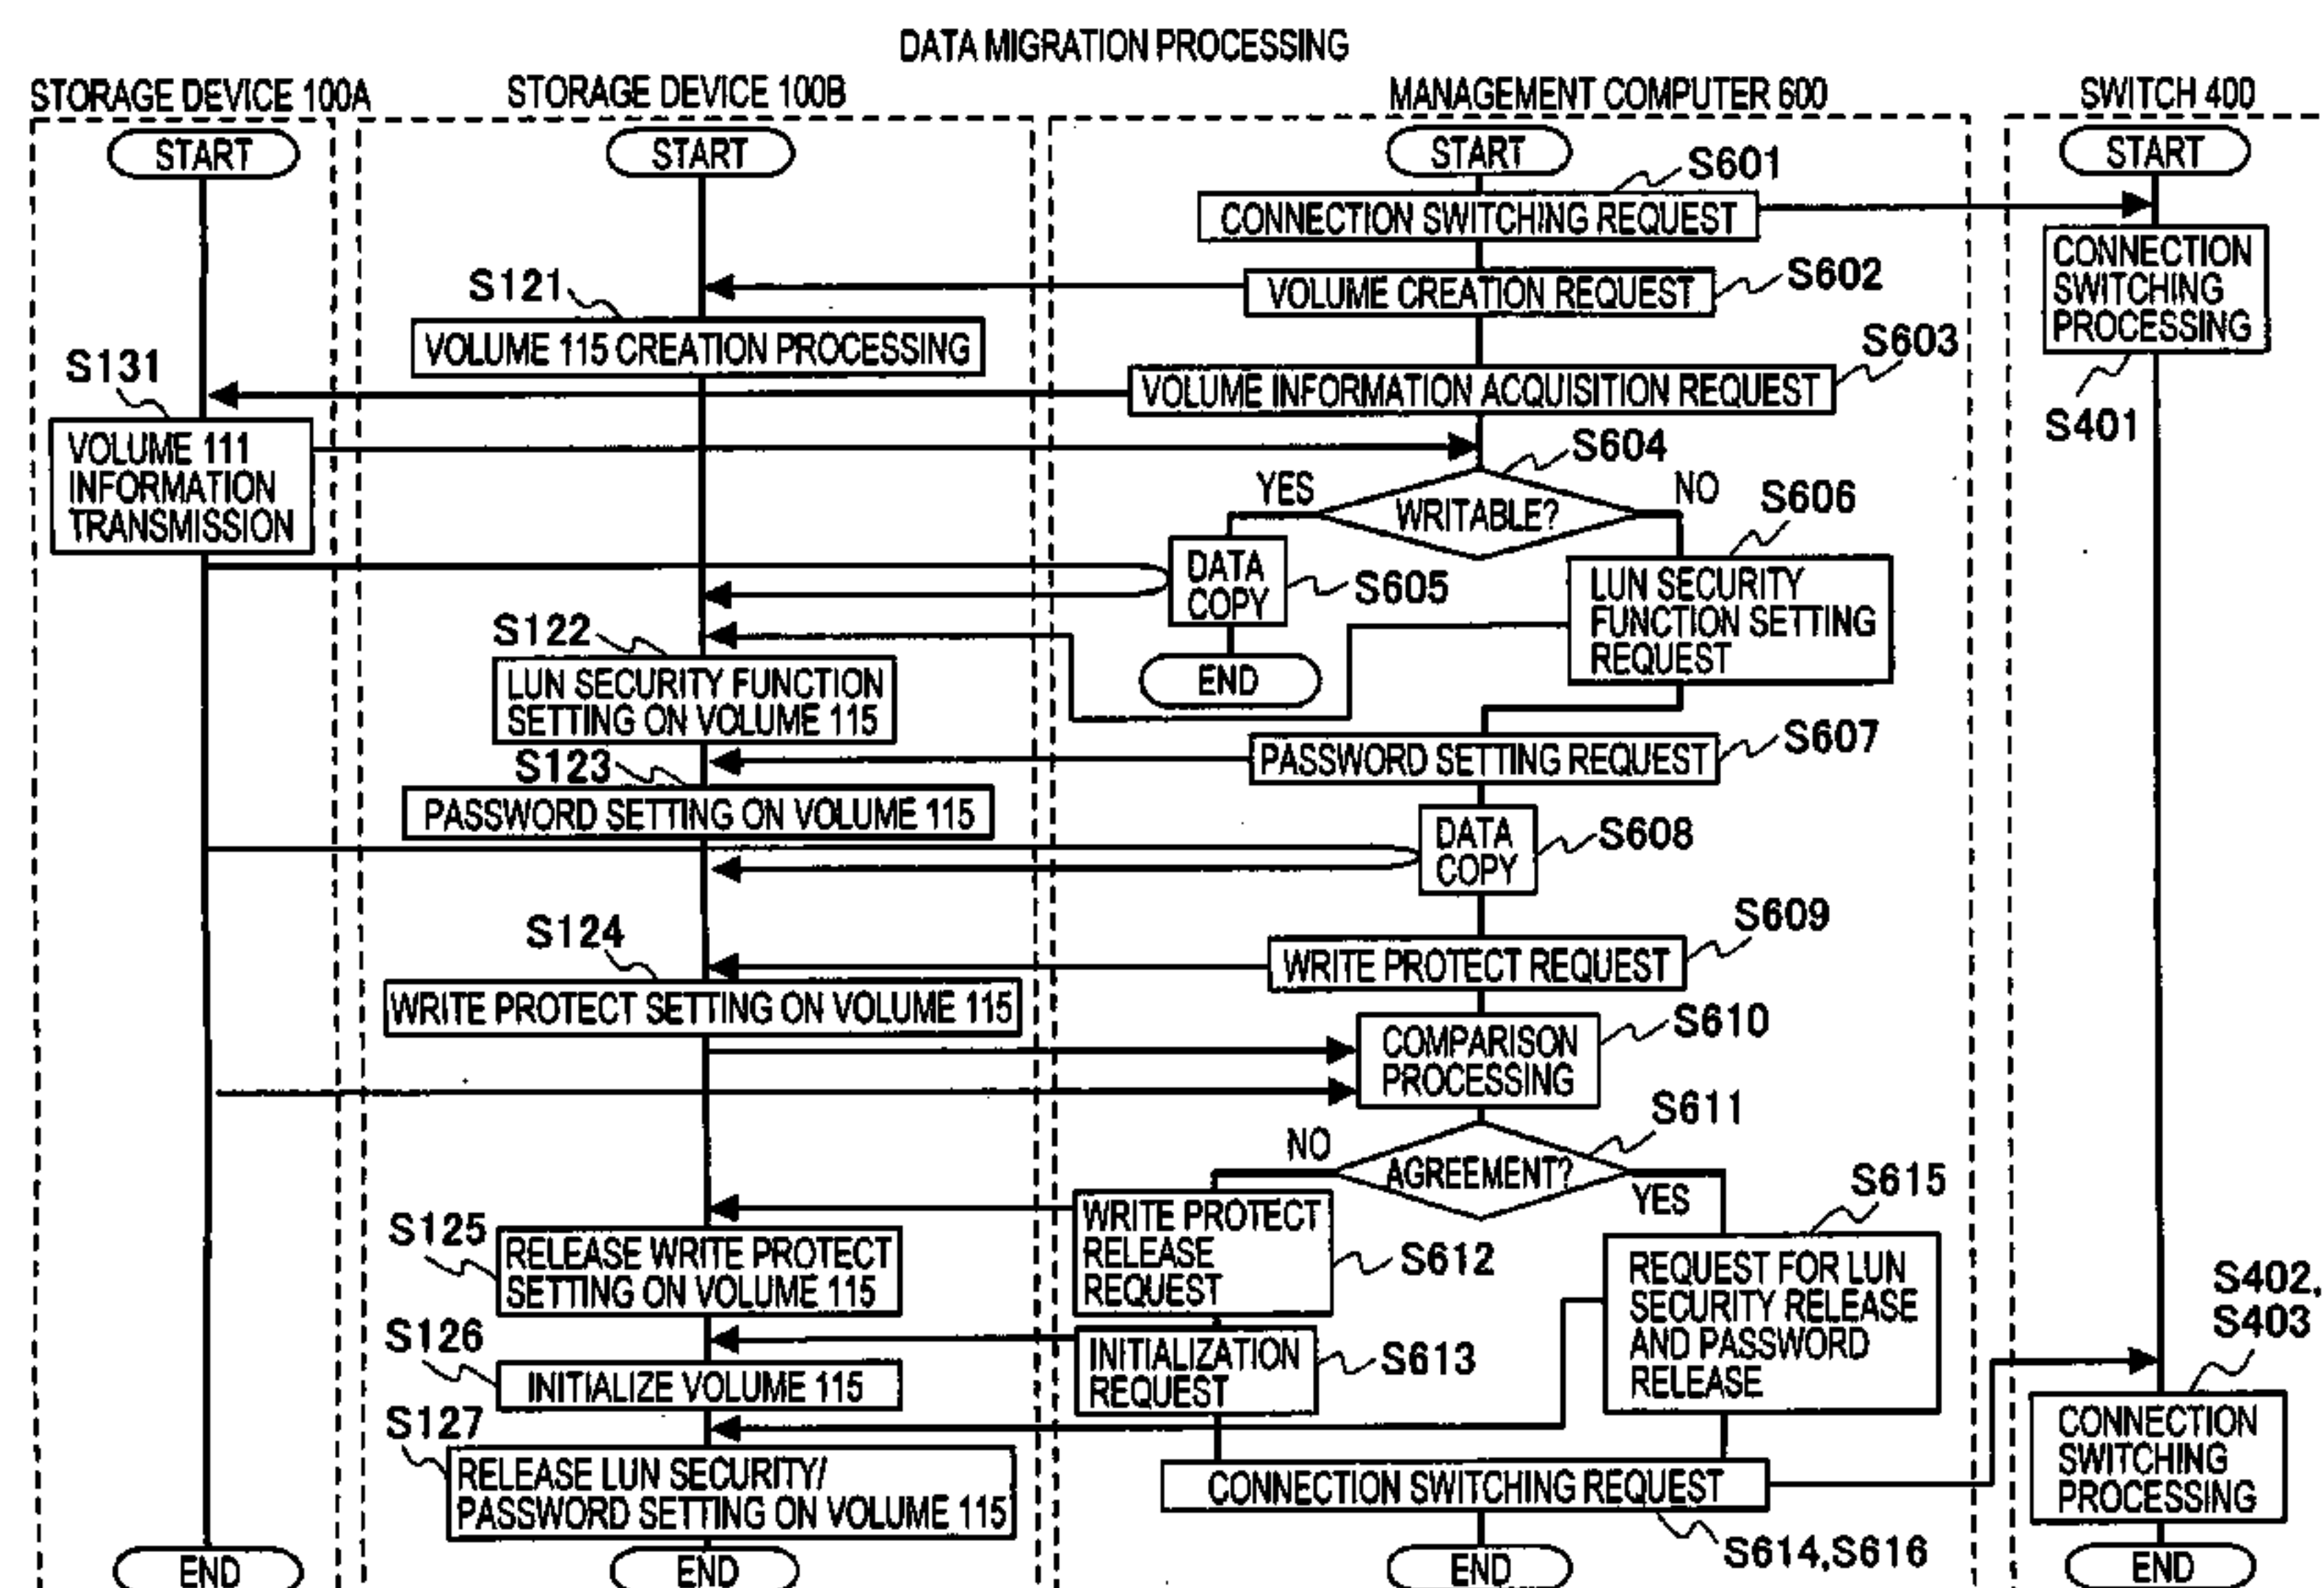 DATA MIGRATION PROCESSING
STORAGE DEVICE 100A
STORAGE DEVICE 100B
MANAGEMENT COMPUTER 600
SWITCH 400
START
START
START
START
S601
CONNECTION SWITCHING REQUEST
CONNECTION
SWITCHING
PROCESSING
S401
S602
VOLUME CREATION REQUEST
S121
VOLUME 115 CREATION PROCESSING
S603
VOLUME INFORMATION ACQUISITION REQUEST
S131
VOLUME 111
INFORMATION
TRANSMISSION
S604
YES
WRITABLE?
NO
S606
DATA
COPY
S605
END
LUN SECURITY
FUNCTION SETTING
REQUEST
S122
LUN SECURITY FUNCTION
SETTING ON VOLUME 115
S607
PASSWORD SETTING REQUEST
S123
PASSWORD SETTING ON VOLUME 115
DATA
COPY
S608
S609
WRITE PROTECT REQUEST
S124
WRITE PROTECT SETTING ON VOLUME 115
S610
COMPARISON
PROCESSING
S611
NO
AGREEMENT?
YES
S615
WRITE PROTECT
RELEASE
REQUEST
S612
S125
RELEASE WRITE PROTECT
SETTING ON VOLUME 115
REQUEST FOR LUN
SECURITY RELEASE
AND PASSWORD
RELEASE
S402,
S403
S126
INITIALIZE VOLUME 115
INITIALIZATION
REQUEST
S613
S127
RELEASE LUN SECURITY/
PASSWORD SETTING ON VOLUME 115
CONNECTION SWITCHING REQUEST
S614,S616
CONNECTION
SWITCHING
PROCESSING
END
END
END
END